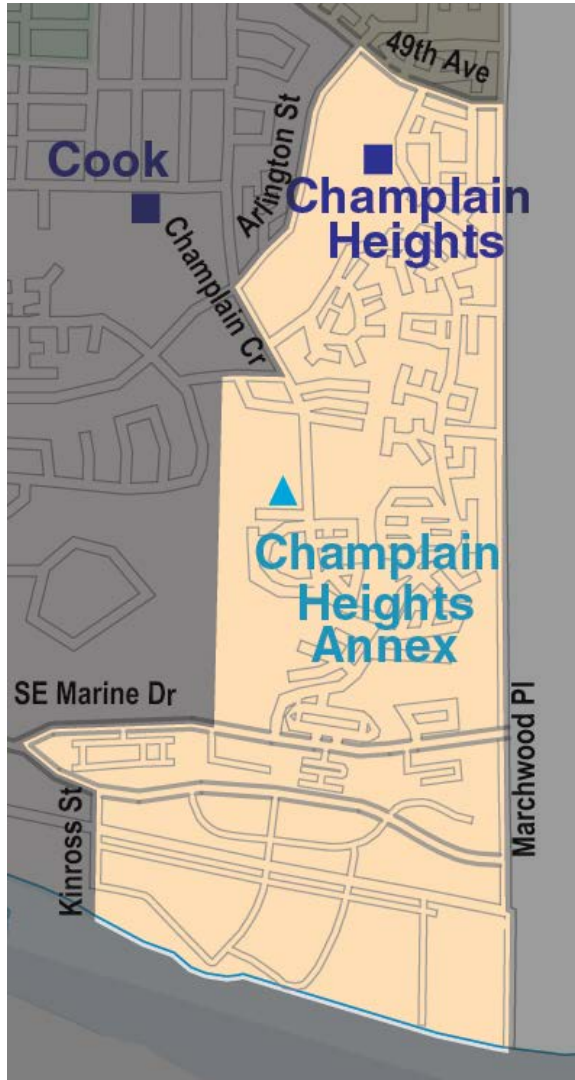 49th Ave
Arlington St
Cook
Champlain
Heights
Champlain Cr
Champlain
Heights
Annex
SE Marine Dr
Marchwood Pl
Kinross St